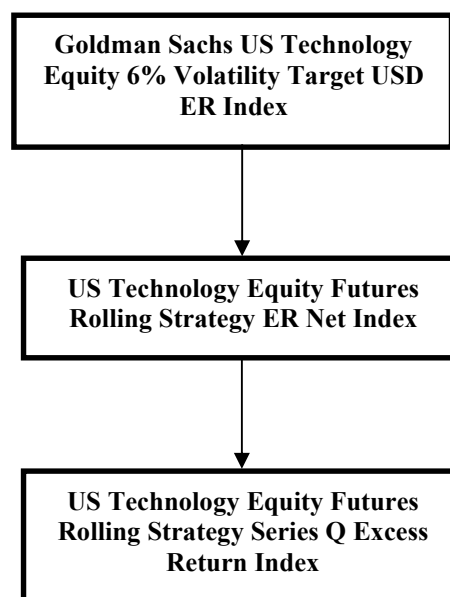 Goldman Sachs US Technology
Equity 6% Volatility Target USD
ER Index
US Technology Equity Futures
Rolling Strategy ER Net Index
US Technology Equity Futures
Rolling Strategy Series Q Excess
Return Index